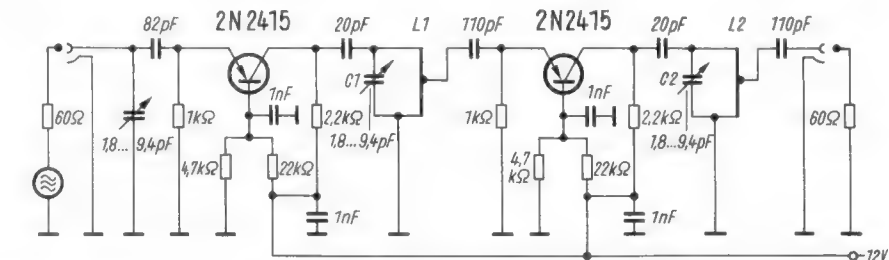 82pF
2N2415
20pF
L1
110pF
2N2415
20pF
L2
110pF
C1
C2
1nF
1nF
60Ω
1,8... 9,4pF
1kΩ
2,2kΩ
1,8... 9,4pF
1kΩ
2,2kΩ
1,8... 9,4pF
60Ω
4,7kΩ
22kΩ
4,7
kΩ
22kΩ
1nF
1nF
-12V